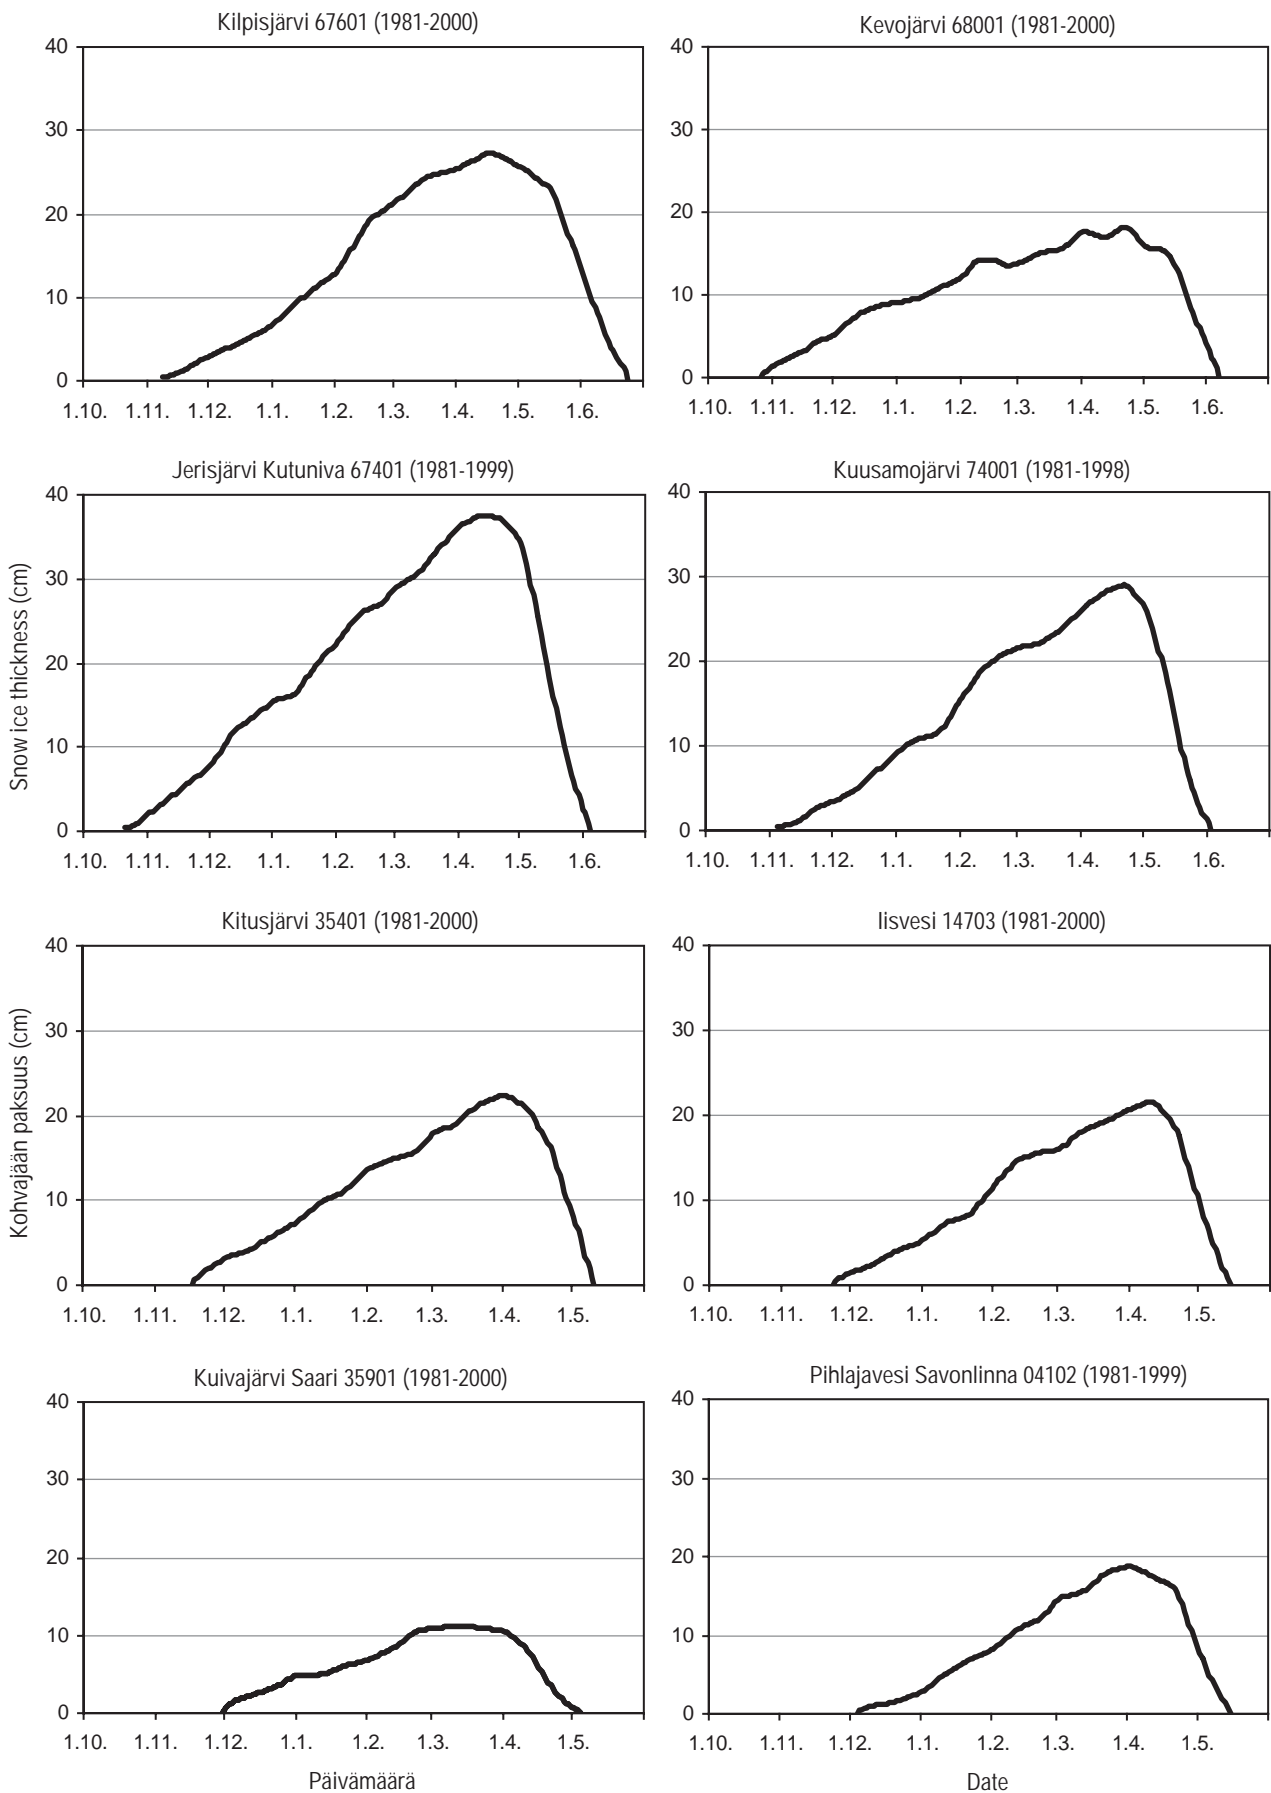 Kilpisjärvi 67601 (1981-2000)
40
30
20
10
0
1.10. 1.11. 1.12. 1.1. 1.2. 1.3. 1.4. 1.5. 1.6.
Kevojärvi 68001 (1981-2000)
40
30
20
10
0
1.10. 1.11. 1.12. 1.1. 1.2. 1.3. 1.4. 1.5. 1.6.
Snow ice thickness (cm)
Jerisjärvi Kutuniva 67401 (1981-1999)
40
30
20
10
0
1.10. 1.11. 1.12. 1.1. 1.2. 1.3. 1.4. 1.5. 1.6.
Kuusamojärvi 74001 (1981-1998)
40
30
20
10
0
1.10. 1.11. 1.12. 1.1. 1.2. 1.3. 1.4. 1.5. 1.6.
Kohvajään paksuus (cm)
Kitusjärvi 35401 (1981-2000)
40
30
20
10
0
1.10. 1.11. 1.12. 1.1. 1.2. 1.3. 1.4. 1.5.
Iisvesi 14703 (1981-2000)
40
30
20
10
0
1.10. 1.11. 1.12. 1.1. 1.2. 1.3. 1.4. 1.5.
Kuivajärvi Saari 35901 (1981-2000)
40
30
20
10
0
1.10. 1.11. 1.12. 1.1. 1.2. 1.3. 1.4. 1.5.
Päivämäärä
Pihlajavesi Savonlinna 04102 (1981-1999)
40
30
20
10
0
1.10. 1.11. 1.12. 1.1. 1.2. 1.3. 1.4. 1.5.
Date